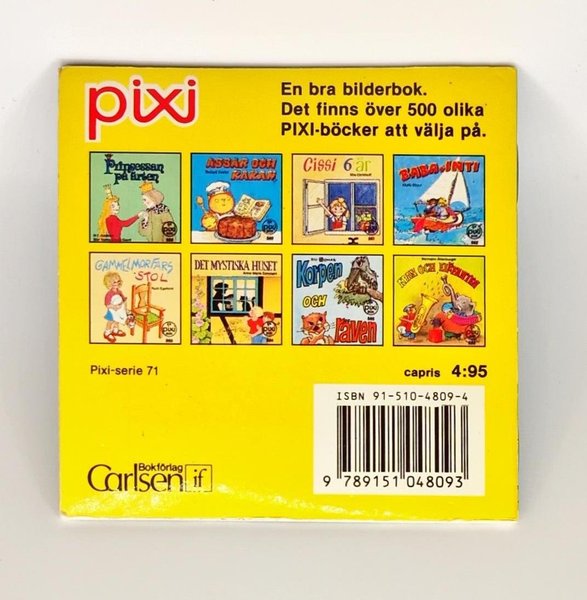 pixi
En bra bilderbok.
Det finns över 500 olika
PIXI-böcker att välja på.
Prinsessan
på ärten
ASSAR OCH
KAKAN
Cissi 6 år
BABA och INTI
GAMMELMORFARS
STOL
DET MYSTISKA HUSET
Korpen
och
räven
Pixi-serie 71
capris 4:95
ISBN 91-510-4809-4
9 789151 048093
Bokförlag
Carlsen if